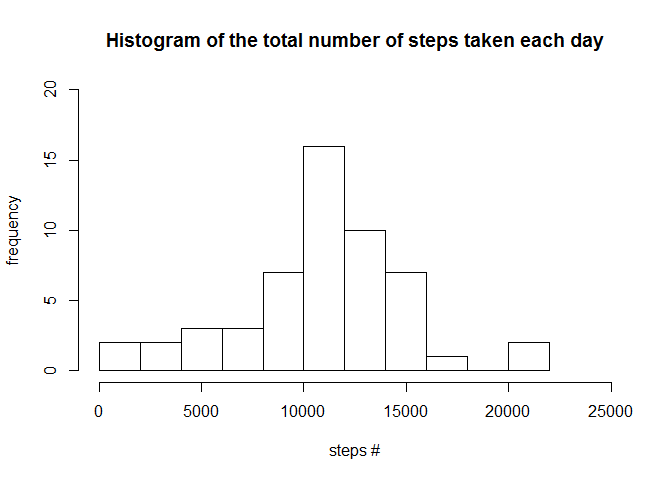 Histogram of the total number of steps taken each day
20
15
10
5
0
frequency
0 5000 10000 15000 20000 25000
steps #